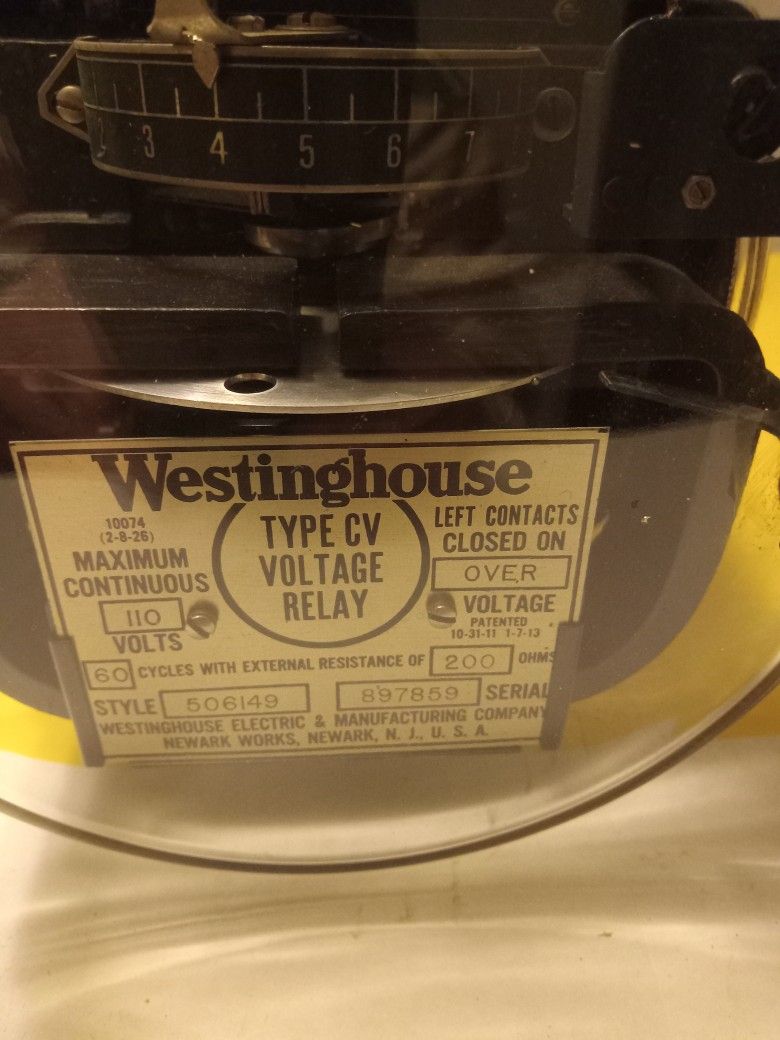 2 3 4 5 6 7
Westinghouse
10074
(2-8-26)
MAXIMUM
CONTINUOUS
110
VOLTS
TYPE CV
VOLTAGE
RELAY
LEFT CONTACTS
CLOSED ON
OVER
VOLTAGE
PATENTED
10-31-11 1-7-13
60 CYCLES WITH EXTERNAL RESISTANCE OF 200 OHMS
STYLE 506149 897859 SERIAL
WESTINGHOUSE ELECTRIC & MANUFACTURING COMPANY
NEWARK WORKS, NEWARK, N. J., U. S. A.